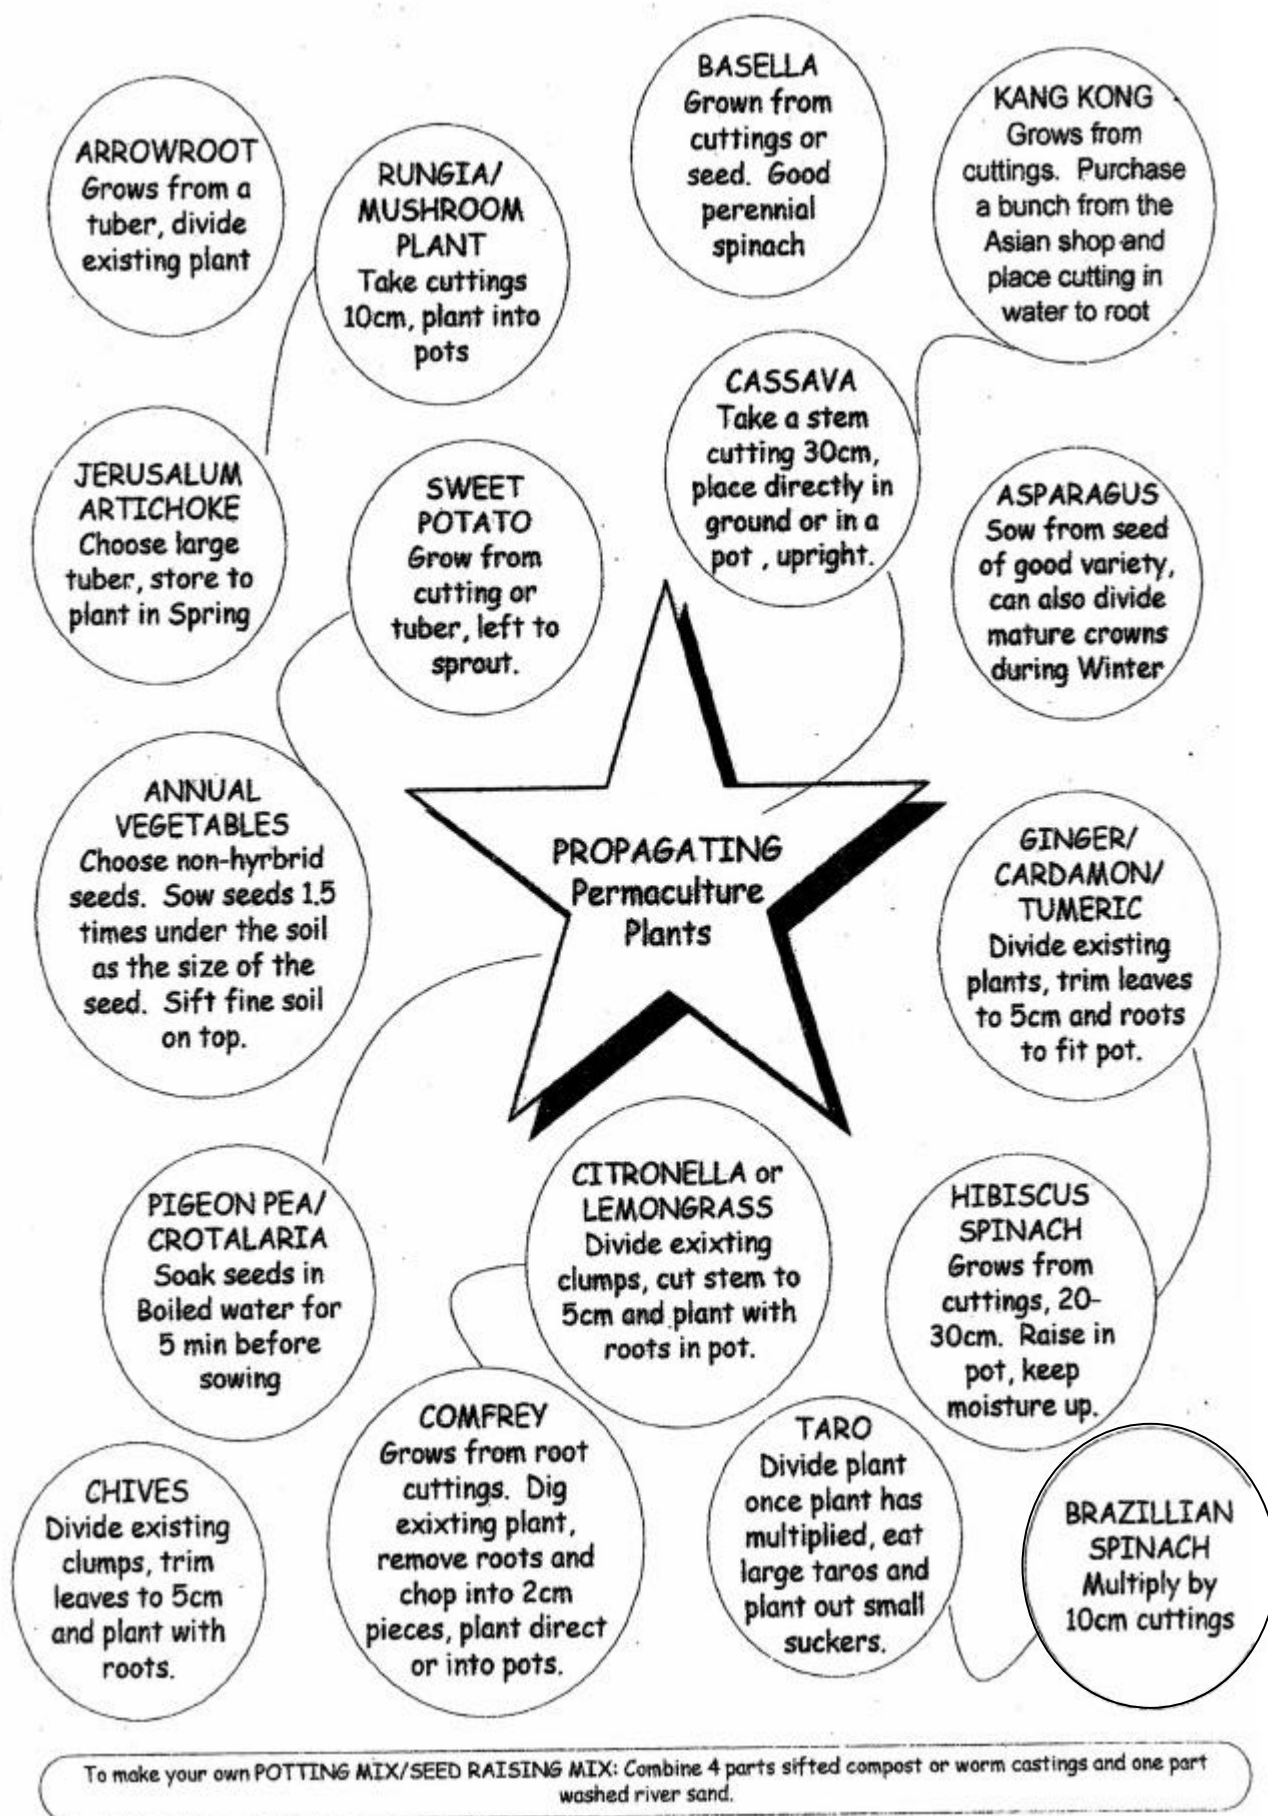 ARROWROOT
Grows from a
tuber, divide
existing plant
RUNGIA/
MUSHROOM
PLANT
Take cuttings
10cm, plant into
pots
BASELLA
Grown from
cuttings or
seed. Good
perennial
spinach
KANG KONG
Grows from
cuttings. Purchase
a bunch from the
Asian shop and
place cutting in
water to root
JERUSALUM
ARTICHOKE
Choose large
tuber, store to
plant in Spring
SWEET
POTATO
Grow from
cutting or
tuber, left to
sprout.
CASSAVA
Take a stem
cutting 30cm,
place directly in
ground or in a
pot , upright.
ASPARAGUS
Sow from seed
of good variety,
can also divide
mature crowns
during Winter
ANNUAL
VEGETABLES
Choose non-hyrbrid
seeds. Sow seeds 1.5
times under the soil
as the size of the
seed. Sift fine soil
on top.
PROPAGATING
Permaculture
Plants
GINGER/
CARDAMON/
TUMERIC
Divide existing
plants, trim leaves
to 5cm and roots
to fit pot.
PIGEON PEA/
CROTALARIA
Soak seeds in
Boiled water for
5 min before
sowing
CITRONELLA or
LEMONGRASS
Divide exixting
clumps, cut stem to
5cm and plant with
roots in pot.
HIBISCUS
SPINACH
Grows from
cuttings, 20-
30cm. Raise in
pot, keep
moisture up.
CHIVES
Divide existing
clumps, trim
leaves to 5cm
and plant with
roots.
COMFREY
Grows from root
cuttings. Dig
exixting plant,
remove roots and
chop into 2cm
pieces, plant direct
or into pots.
TARO
Divide plant
once plant has
multiplied, eat
large taros and
plant out small
suckers.
BRAZILLIAN
SPINACH
Multiply by
10cm cuttings
To make your own POTTING MIX/SEED RAISING MIX: Combine 4 parts sifted compost or worm castings and one part
washed river sand.